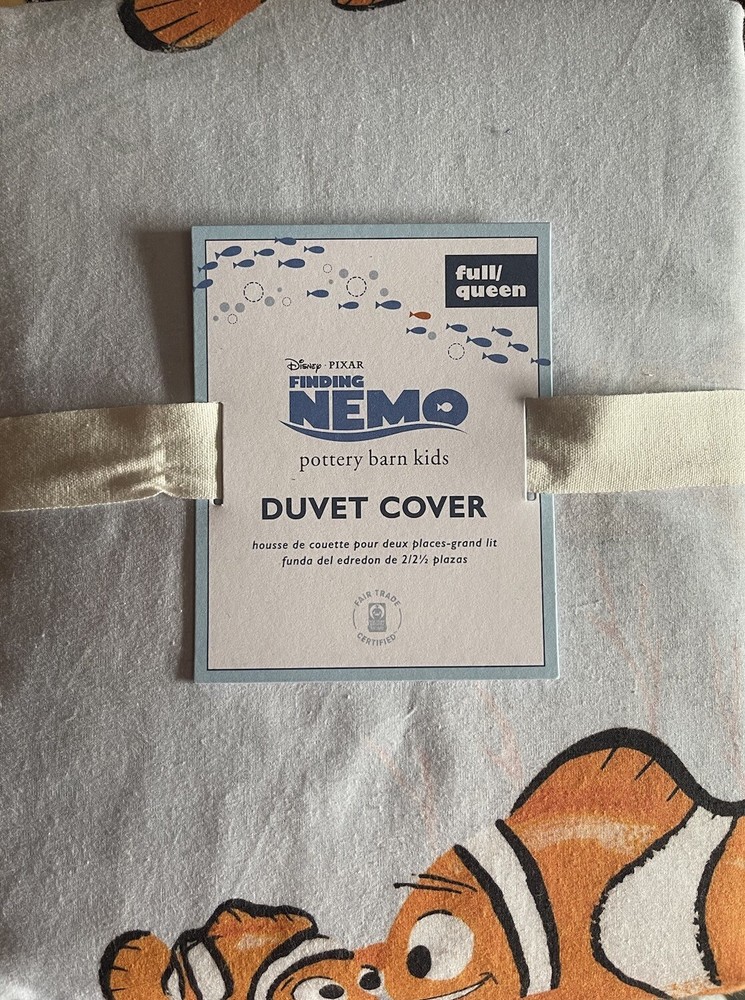 full/
queen
Disney · PIXAR
FINDING
NEMO
pottery barn kids
DUVET COVER
housse de couette pour deux places-grand lit
funda del edredon de 2/2½ plazas
FAIR TRADE
CERTIFIED